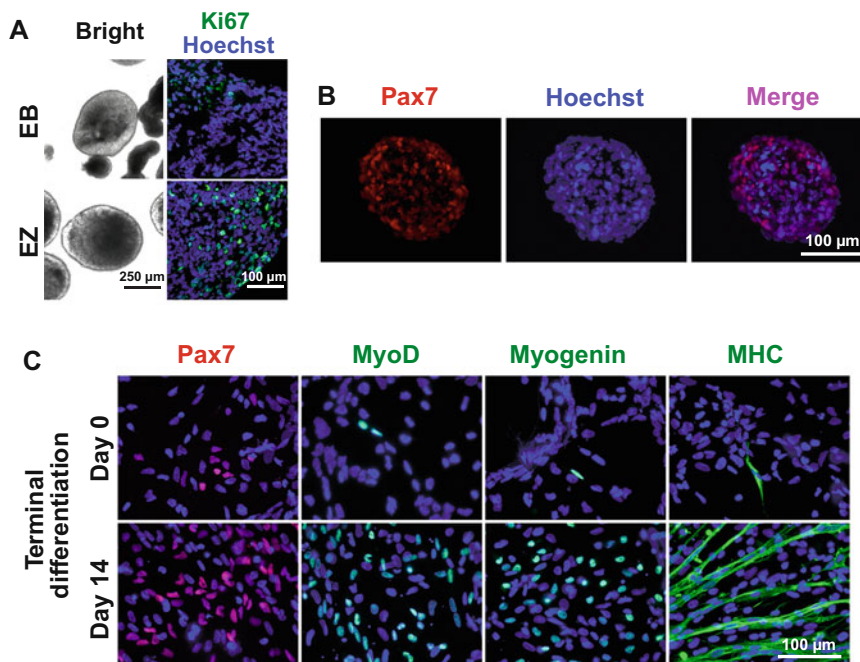 A
Bright
Ki67
Hoechst
EB
EZ
250 µm
100 µm
B
Pax7
Hoechst
Merge
100 µm
C
Pax7
MyoD
Myogenin
MHC
Terminal
differentiation
Day 0
Day 14
100 µm